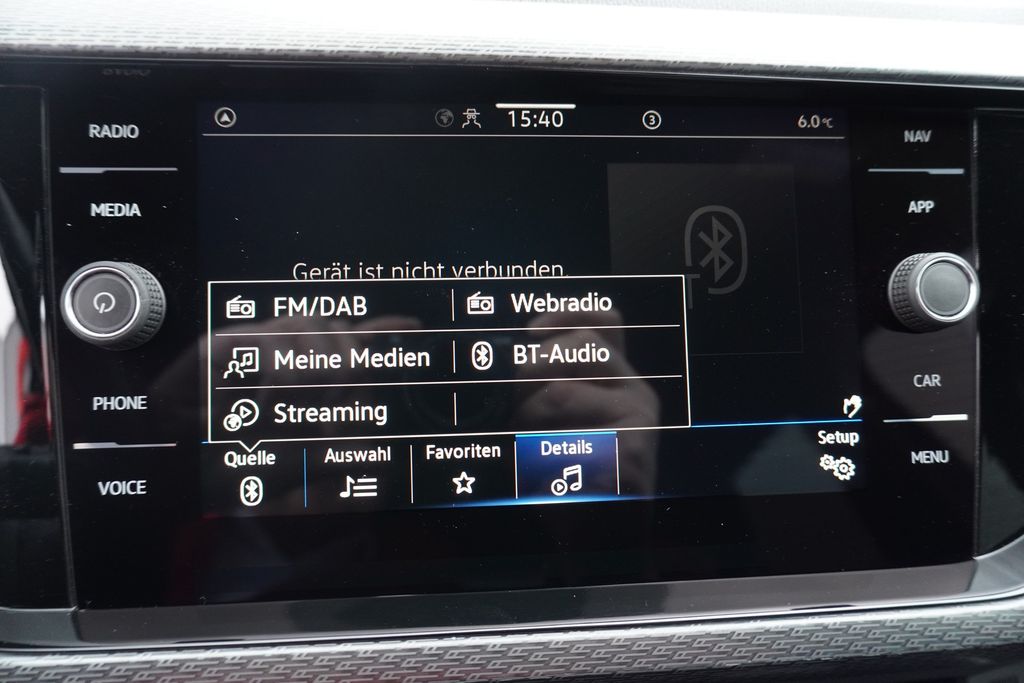 RADIO
MEDIA
PHONE
VOICE
15:40
3
6.0°C
Gerät ist nicht verbunden.
FM/DAB
Webradio
Meine Medien
BT-Audio
Streaming
Quelle
Auswahl
Favoriten
Details
Setup
NAV
APP
CAR
MENU